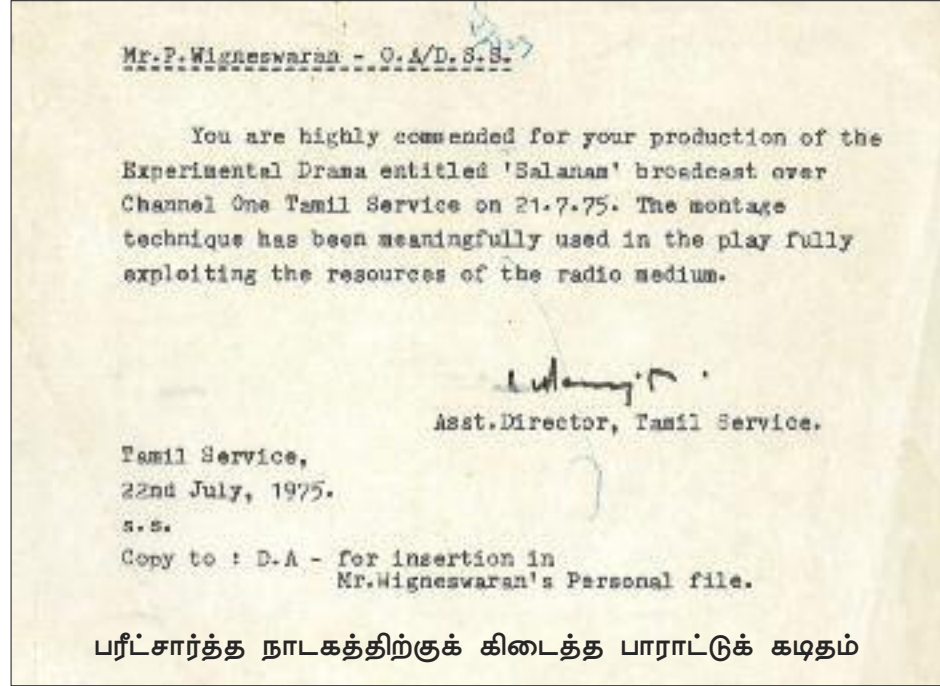 Mr.P.Wigneswaran - O.A/D.S.S.
You are highly commended for your production of the
Experimental Drama entitled 'Salanam' broadcast over
Channel One Tamil Service on 21.7.75. The montage
technique has been meaningfully used in the play fully
exploiting the resources of the radio medium.
Asst.Director, Tamil Service.
Tamil Service,
22nd July, 1975.
s.s.
Copy to : D.A - for insertion in
Mr.Wigneswaran's Personal file.
பரீட்சார்த்த நாடகத்திற்குக் கிடைத்த பாராட்டுக் கடிதம்